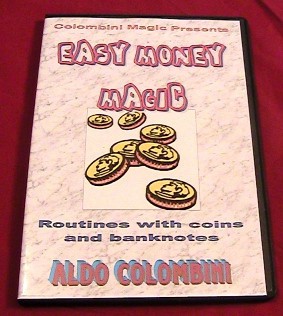 Colombini Magic Presents
EASY MONEY
MAGIC
Routines with coins
and banknotes
ALDO COLOMBINI